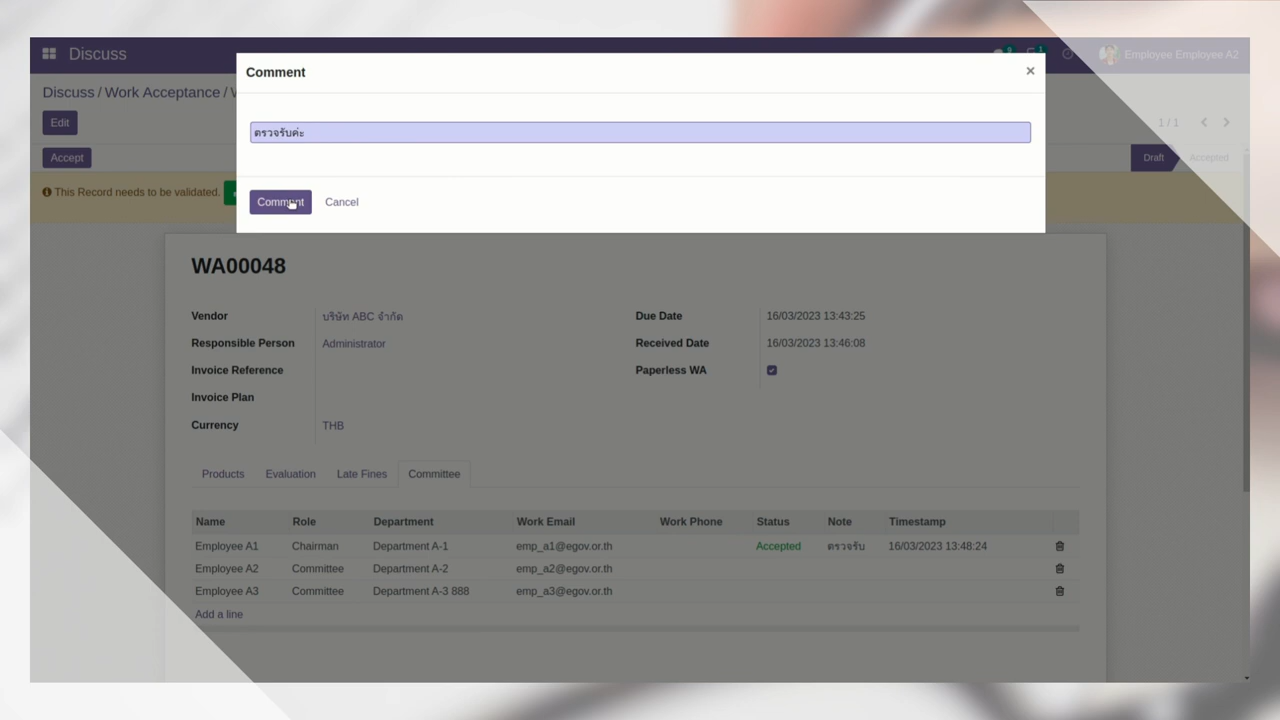 Discuss
9
1
Employee Employee A2
Comment
×
Discuss / Work Acceptance /
ตรวจรับค่ะ
Edit
1 / 1
Accept
Draft
Accepted
This Record needs to be validated.
Comment
Cancel
WA00048
Vendor
บริษัท ABC จำกัด
Due Date
16/03/2023 13:43:25
Responsible Person
Administrator
Received Date
16/03/2023 13:46:08
Invoice Reference
Paperless WA
Invoice Plan
Currency
THB
Products Evaluation Late Fines Committee
Name Role Department Work Email Work Phone Status Note Timestamp
Employee A1 Chairman Department A-1 emp_a1@egov.or.th Accepted ตรวจรับ 16/03/2023 13:48:24
Employee A2 Committee Department A-2 emp_a2@egov.or.th
Employee A3 Committee Department A-3 888 emp_a3@egov.or.th
Add a line